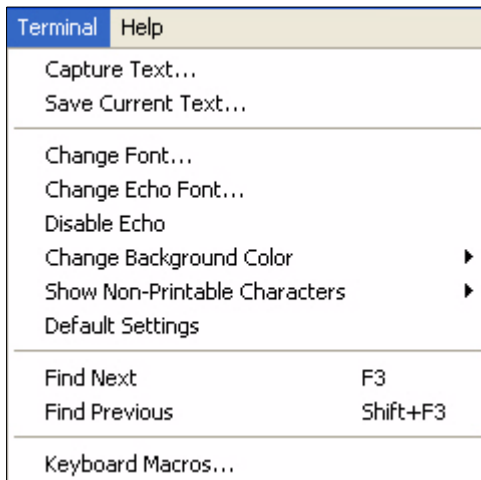 Terminal Help
Capture Text...
Save Current Text...
Change Font...
Change Echo Font...
Disable Echo
Change Background Color
Show Non-Printable Characters
Default Settings
Find Next F3
Find Previous Shift+F3
Keyboard Macros...